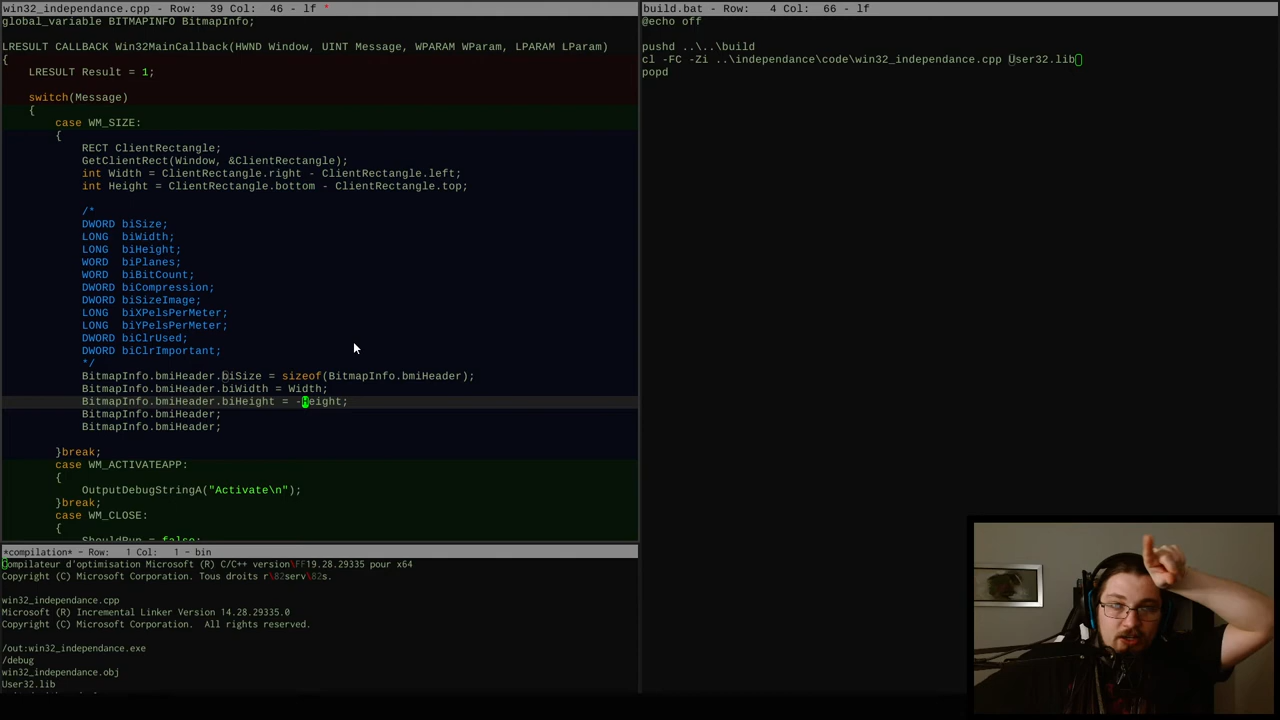 win32_independance.cpp - Row: 39 Col: 46 - lf *
global_variable BITMAPINFO BitmapInfo;
LRESULT CALLBACK Win32MainCallback(HWND Window, UINT Message, WPARAM WParam, LPARAM LParam)
{
LRESULT Result = 1;
switch(Message)
{
case WM_SIZE:
{
RECT ClientRectangle;
GetClientRect(Window, &ClientRectangle);
int Width = ClientRectangle.right - ClientRectangle.left;
int Height = ClientRectangle.bottom - ClientRectangle.top;
/*
DWORD biSize;
LONG  biWidth;
LONG  biHeight;
WORD  biPlanes;
WORD  biBitCount;
DWORD biCompression;
DWORD biSizeImage;
LONG  biXPelsPerMeter;
LONG  biYPelsPerMeter;
DWORD biClrUsed;
DWORD biClrImportant;
*/
BitmapInfo.bmiHeader.biSize = sizeof(BitmapInfo.bmiHeader);
BitmapInfo.bmiHeader.biWidth = Width;
BitmapInfo.bmiHeader.biHeight = -Height;
BitmapInfo.bmiHeader;
BitmapInfo.bmiHeader;
}break;
case WM_ACTIVATEAPP:
{
OutputDebugStringA("Activate\n");
}break;
case WM_CLOSE:
{
ShouldRun = false;
*compilation* - Row: 1 Col: 1 - bin
Compilateur d'optimisation Microsoft (R) C/C++ version\FF19.28.29335 pour x64
Copyright (C) Microsoft Corporation. Tous droits r\82serv\82s.
win32_independance.cpp
Microsoft (R) Incremental Linker Version 14.28.29335.0
Copyright (C) Microsoft Corporation.  All rights reserved.
/out:win32_independance.exe
/debug
win32_independance.obj
User32.lib
build.bat - Row: 4 Col: 66 - lf
@echo off
pushd ..\..\build
cl -FC -Zi ..\independance\code\win32_independance.cpp User32.lib
popd